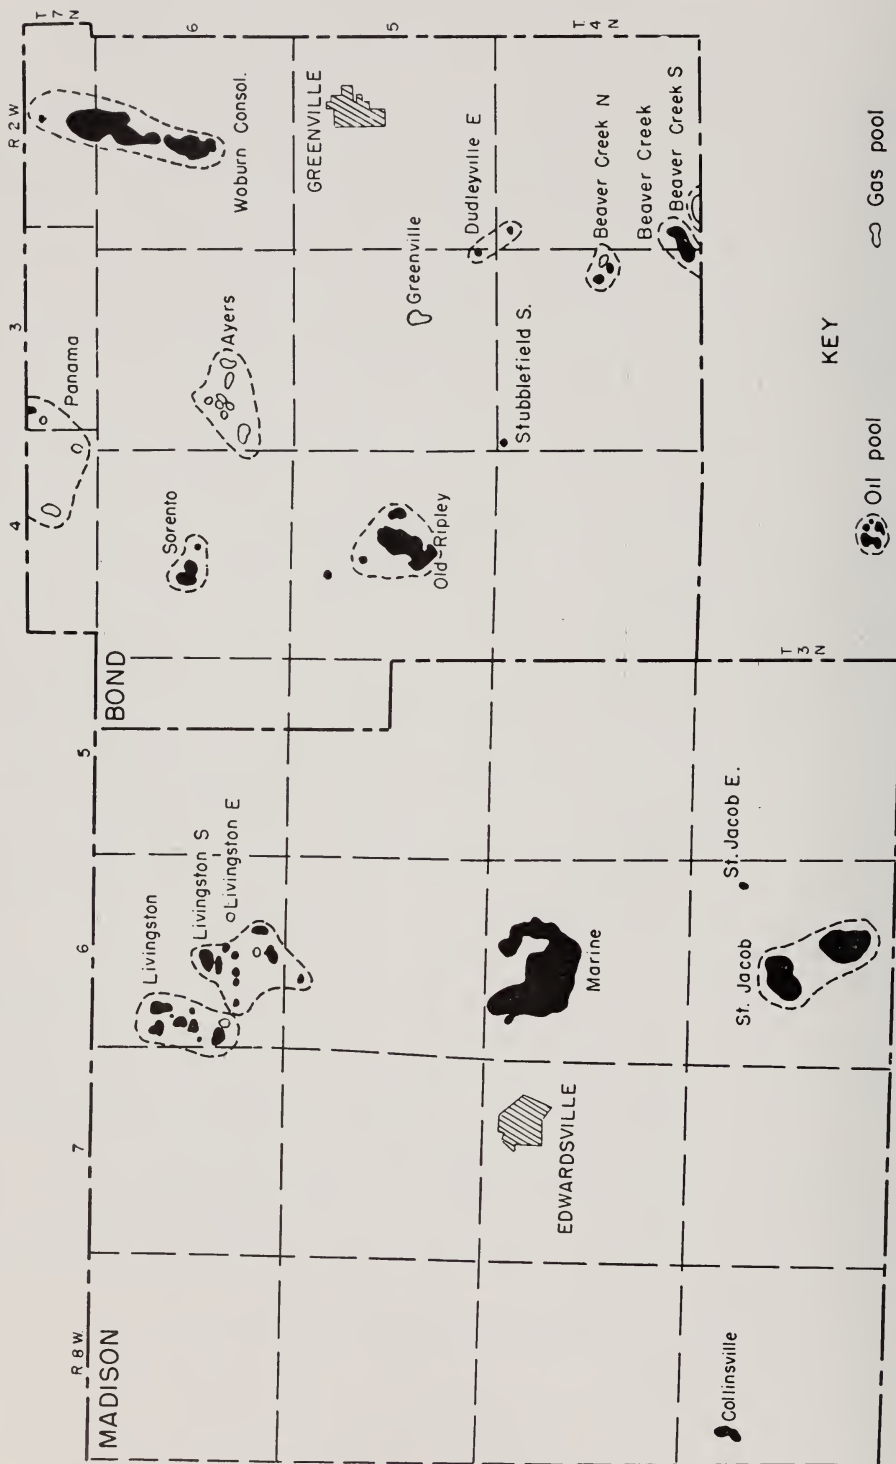 R 8 W.
7
6
5
4
3
R 2 W
T
7
N
6
5
T
4
N
T
3
N
MADISON
BOND
Panama
Woburn Consol.
Sorento
Ayers
GREENVILLE
Livingston
Livingston S
Livingston E
Old Ripley
Greenville
Dudleyville E
Stubblefield S.
Beaver Creek N
Beaver Creek
Beaver Creek S
Marine
EDWARDSVILLE
St. Jacob E.
St. Jacob
Collinsville
KEY
Oil pool
Gas pool